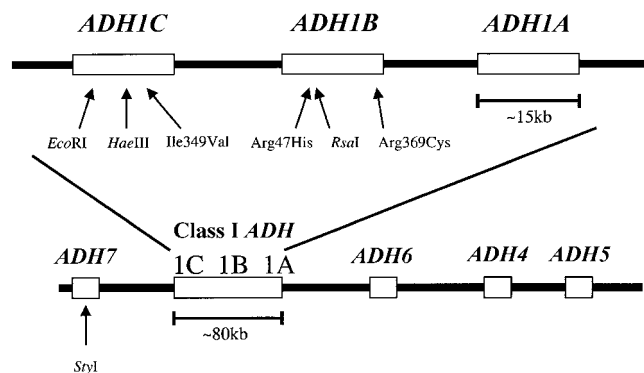 ADH1C ADH1B ADH1A
EcoRI HaeIII Ile349Val Arg47His RsaI Arg369Cys ~15kb
Class I ADH
ADH7 1C 1B 1A ADH6 ADH4 ADH5
~80kb
StyI